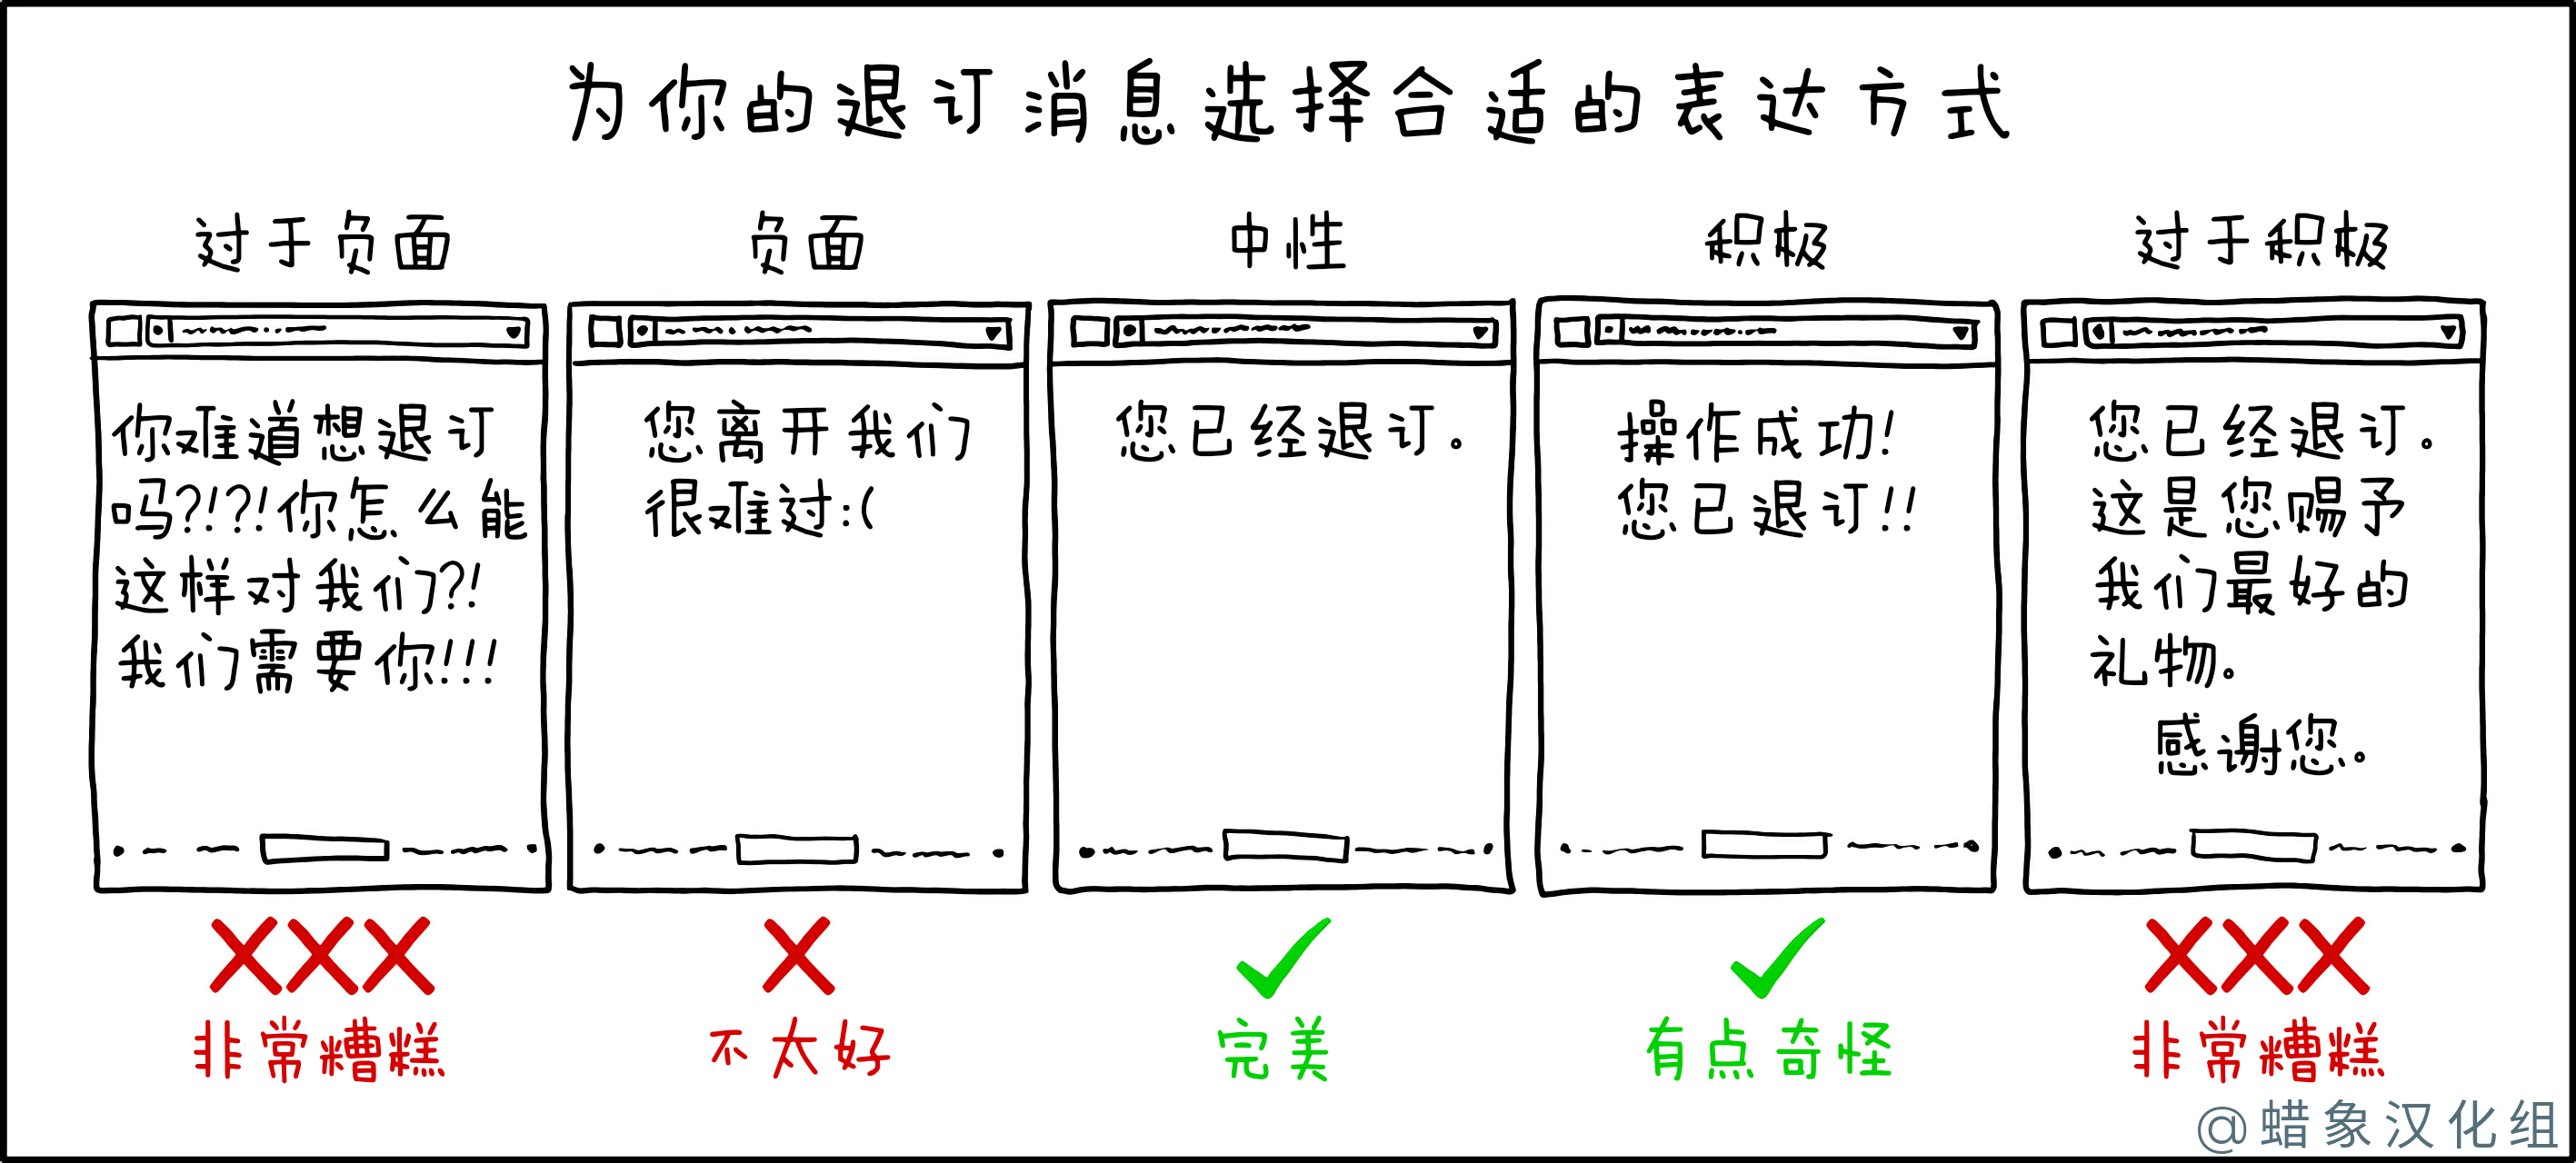 为你的退订消息选择合适的表达方式
过于负面
你难道想退订
吗?!?!你怎么能
这样对我们?!
我们需要你!!!
非常糟糕
负面
您离开我们
很难过:(
不太好
中性
您已经退订。
完美
积极
操作成功!
您已退订!!
有点奇怪
过于积极
您已经退订。
这是您赐予
我们最好的
礼物。
感谢您。
非常糟糕
@蜡象汉化组